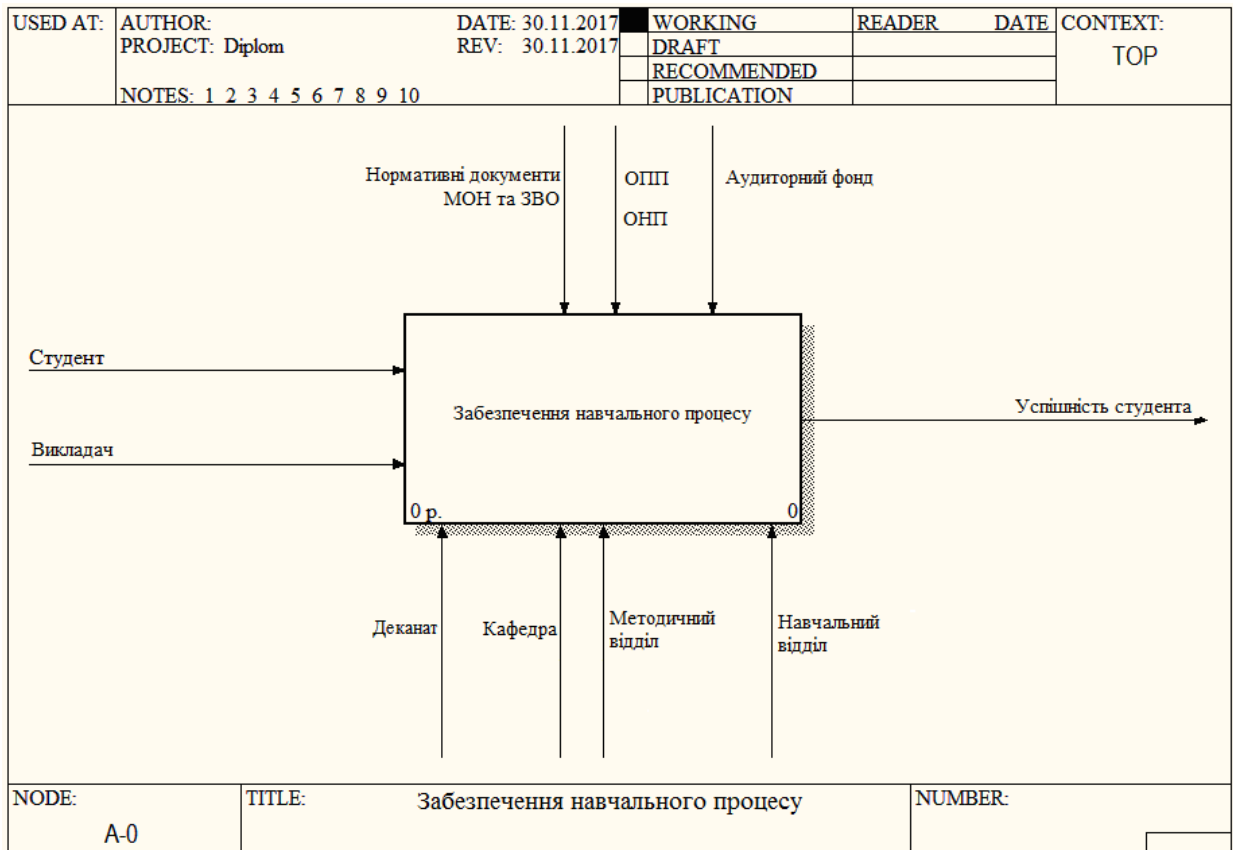 USED AT:
AUTHOR:
DATE: 30.11.2017
WORKING
READER
DATE
CONTEXT:
PROJECT: Diplom
REV: 30.11.2017
DRAFT
TOP
RECOMMENDED
NOTES: 1 2 3 4 5 6 7 8 9 10
PUBLICATION
Нормативні документи
МОН та ЗВО
ОПП
ОНП
Аудиторний фонд
Студент
Викладач
Забезпечення навчального процесу
0 р.
0
Успішність студента
Деканат
Кафедра
Методичний
відділ
Навчальний
відділ
NODE:
A-0
TITLE:
Забезпечення навчального процесу
NUMBER: